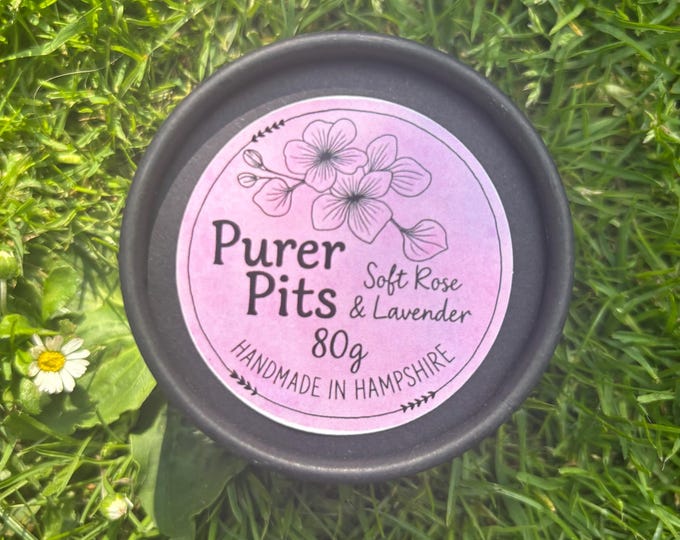 Purer
Pits
Soft Rose
& Lavender
80g
HANDMADE IN HAMPSHIRE